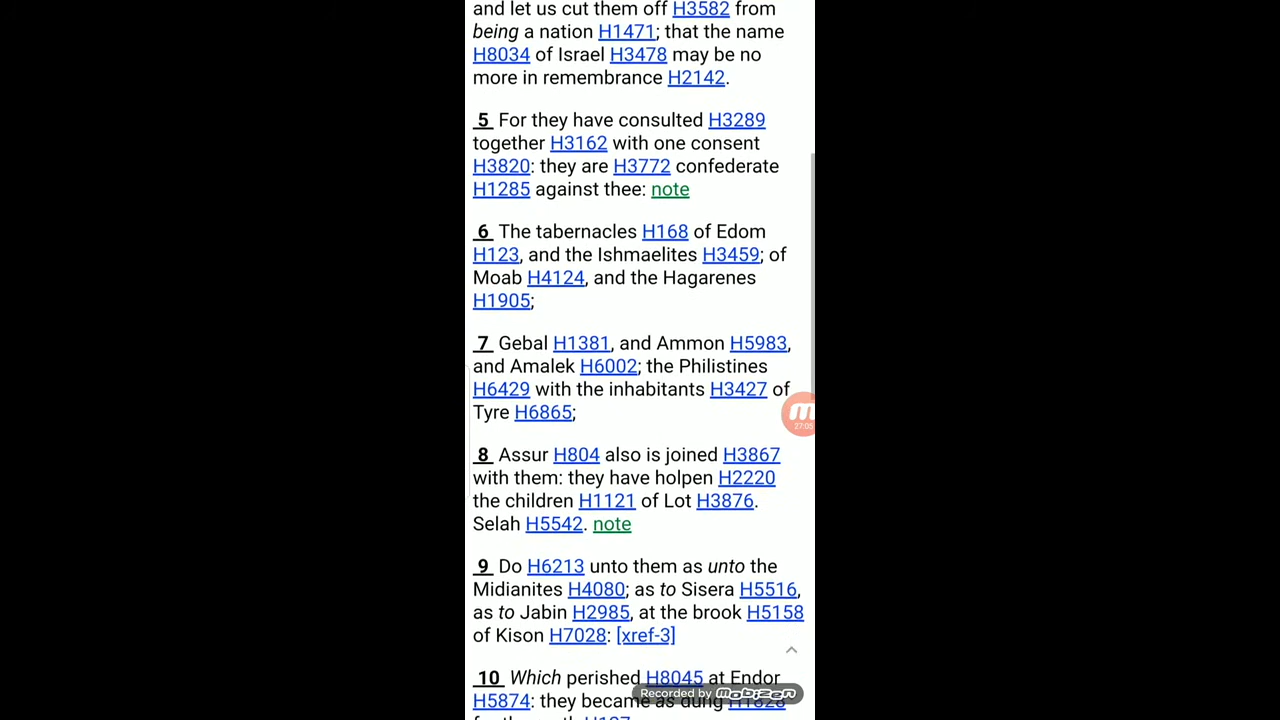 and let us cut them off H3582 from
being a nation H1471; that the name
H8034 of Israel H3478 may be no
more in remembrance H2142.
5 For they have consulted H3289
together H3162 with one consent
H3820: they are H3772 confederate
H1285 against thee: note
6 The tabernacles H168 of Edom
H123, and the Ishmaelites H3459; of
Moab H4124, and the Hagarenes
H1905;
7 Gebal H1381, and Ammon H5983,
and Amalek H6002; the Philistines
H6429 with the inhabitants H3427 of
Tyre H6865;
27:05
8 Assur H804 also is joined H3867
with them: they have holpen H2220
the children H1121 of Lot H3876.
Selah H5542. note
9 Do H6213 unto them as unto the
Midianites H4080; as to Sisera H5516,
as to Jabin H2985, at the brook H5158
of Kison H7028: [xref-3]
10 Which perished H8045 at Endor
H5874: they became as dung H1828
Recorded by Mobizen